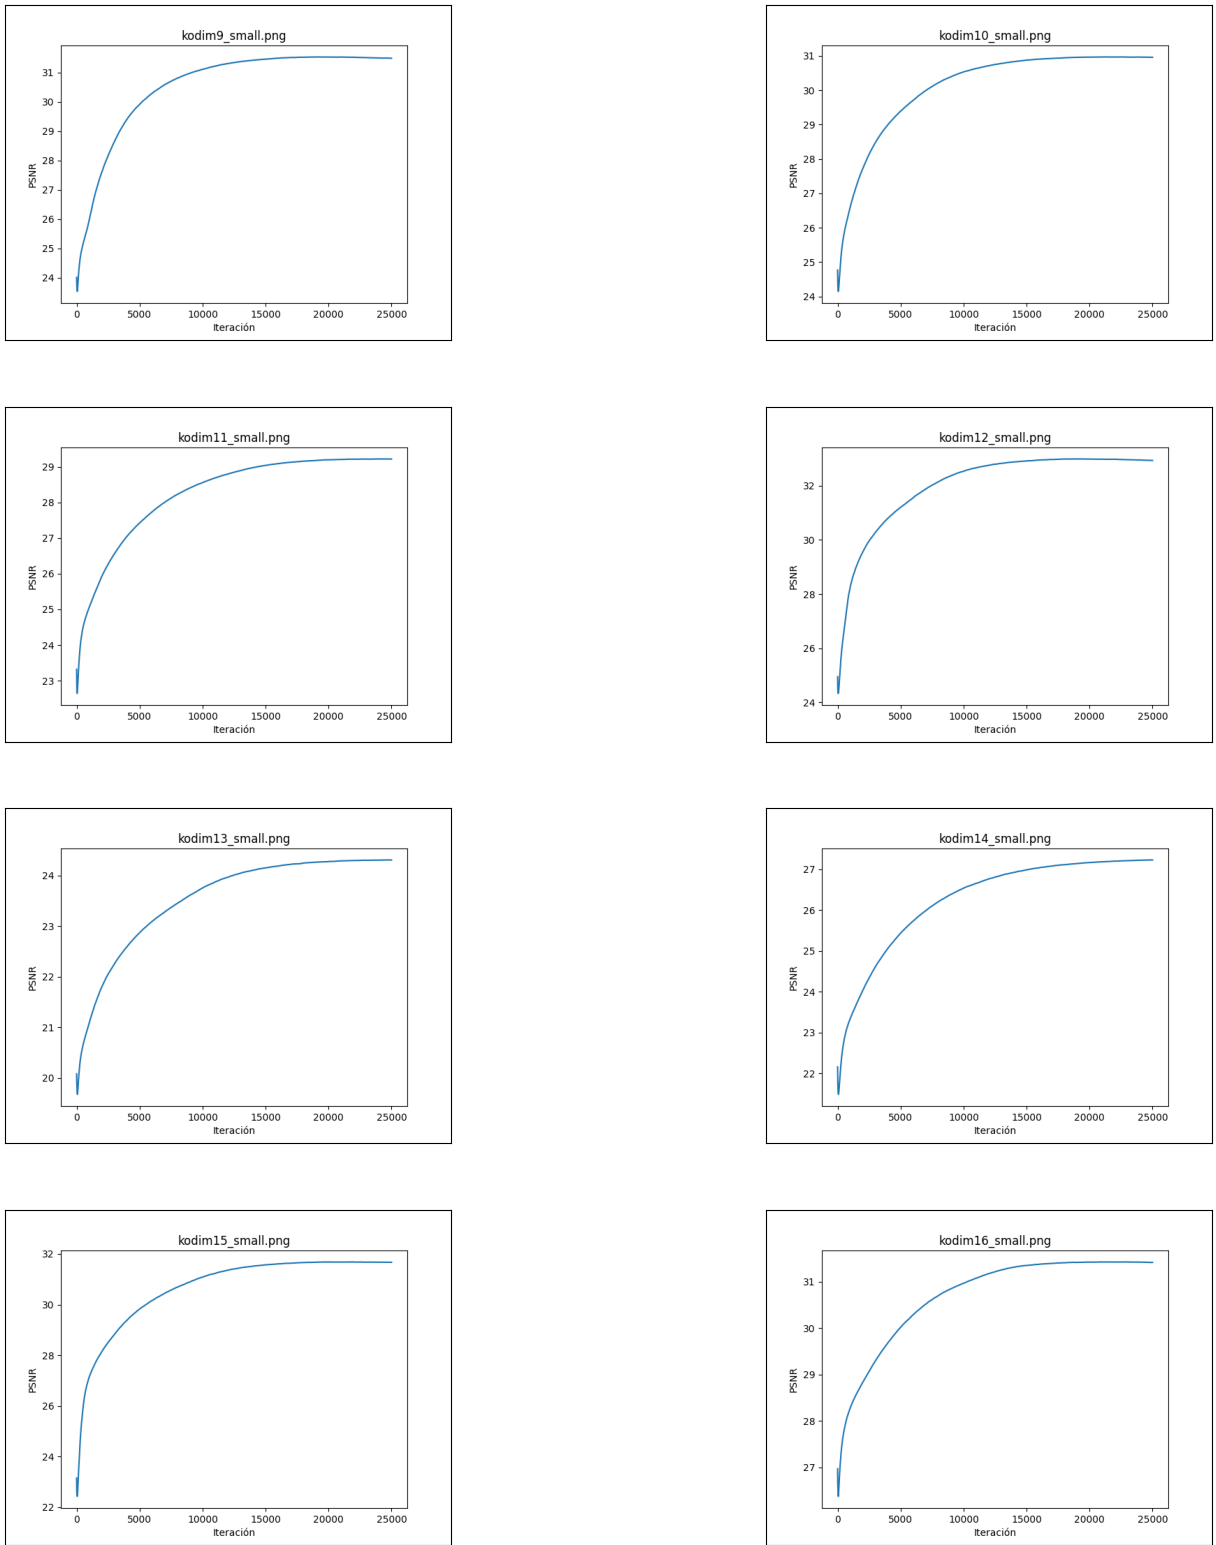 kodim9_small.png
PSNR
31
30
29
28
27
26
25
24
0 5000 10000 15000 20000 25000
Iteración
kodim10_small.png
PSNR
31
30
29
28
27
26
25
24
0 5000 10000 15000 20000 25000
Iteración
kodim11_small.png
PSNR
29
28
27
26
25
24
23
0 5000 10000 15000 20000 25000
Iteración
kodim12_small.png
PSNR
32
30
28
26
24
0 5000 10000 15000 20000 25000
Iteración
kodim13_small.png
PSNR
24
23
22
21
20
0 5000 10000 15000 20000 25000
Iteración
kodim14_small.png
PSNR
27
26
25
24
23
22
0 5000 10000 15000 20000 25000
Iteración
kodim15_small.png
PSNR
32
30
28
26
24
22
0 5000 10000 15000 20000 25000
Iteración
kodim16_small.png
PSNR
31
30
29
28
27
0 5000 10000 15000 20000 25000
Iteración